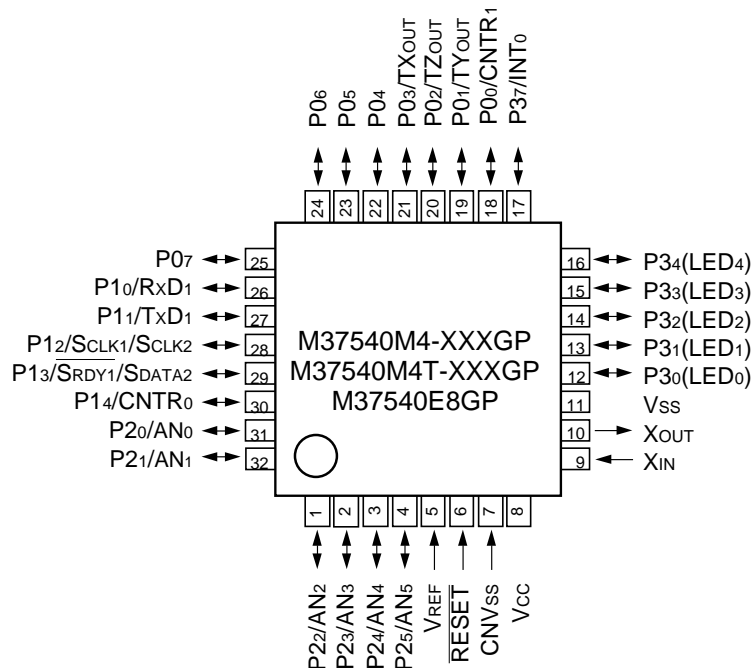 P06
P05
P04
P03/TXOUT
P02/TZOUT
P01/TYOUT
P00/CNTR1
P37/INT0
24
23
22
21
20
19
18
17
P07
25
P10/RxD1
26
P11/TxD1
27
P12/SCLK1/SCLK2
28
P13/SRDY1/SDATA2
29
P14/CNTR0
30
P20/AN0
31
P21/AN1
32
M37540M4-XXXGP
M37540M4T-XXXGP
M37540E8GP
16
P34(LED4)
15
P33(LED3)
14
P32(LED2)
13
P31(LED1)
12
P30(LED0)
11
VSS
10
XOUT
9
XIN
1
2
3
4
5
6
7
8
P22/AN2
P23/AN3
P24/AN4
P25/AN5
VREF
RESET
CNVSS
VCC